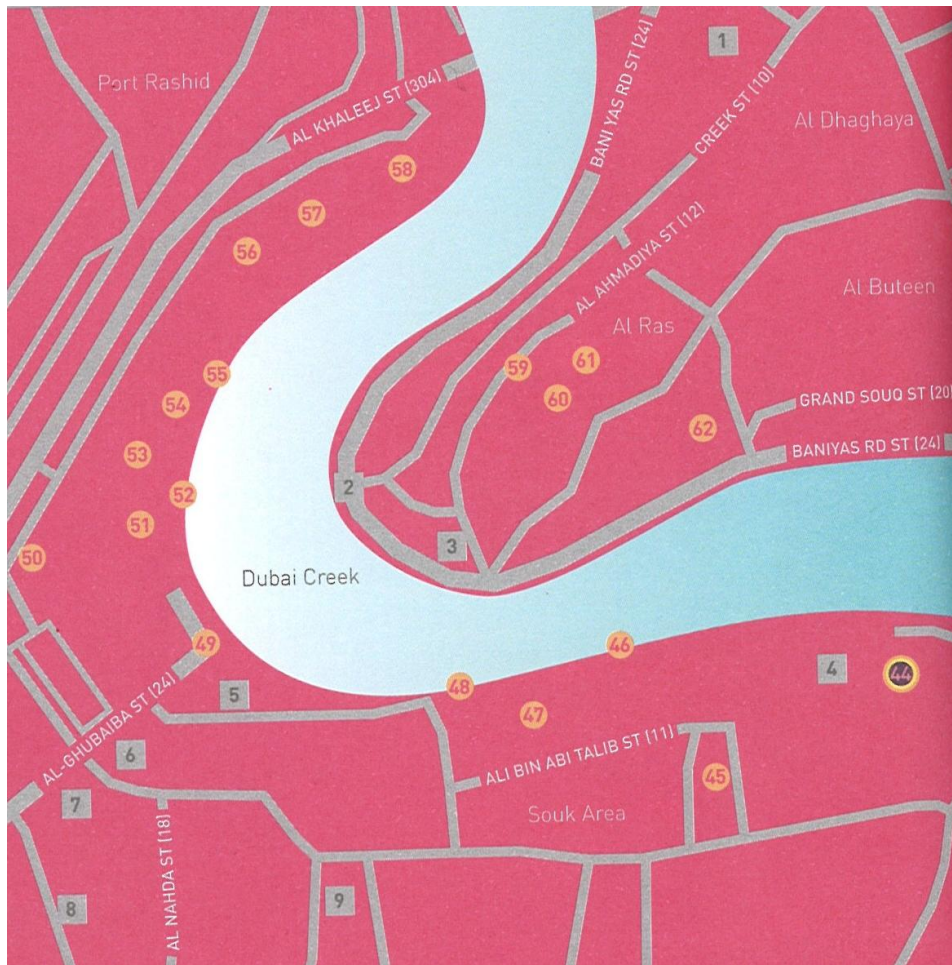 1
BANI YAS RD ST (24)
Port Rashid
AL KHALEEJ ST (304)
CREEK ST (10)
Al Dhaghaya
58
57
56
AL AHMADIYA ST (12)
Al Buteen
Al Ras
59
61
60
55
54
GRAND SOUQ ST (20)
62
BANIYAS RD ST (24)
53
52
2
51
3
50
Dubai Creek
49
46
4
44
48
5
47
AL-GHUBAIBA ST (24)
6
ALI BIN ABI TALIB ST (11)
45
7
Souk Area
AL NAHDA ST (18)
8
9